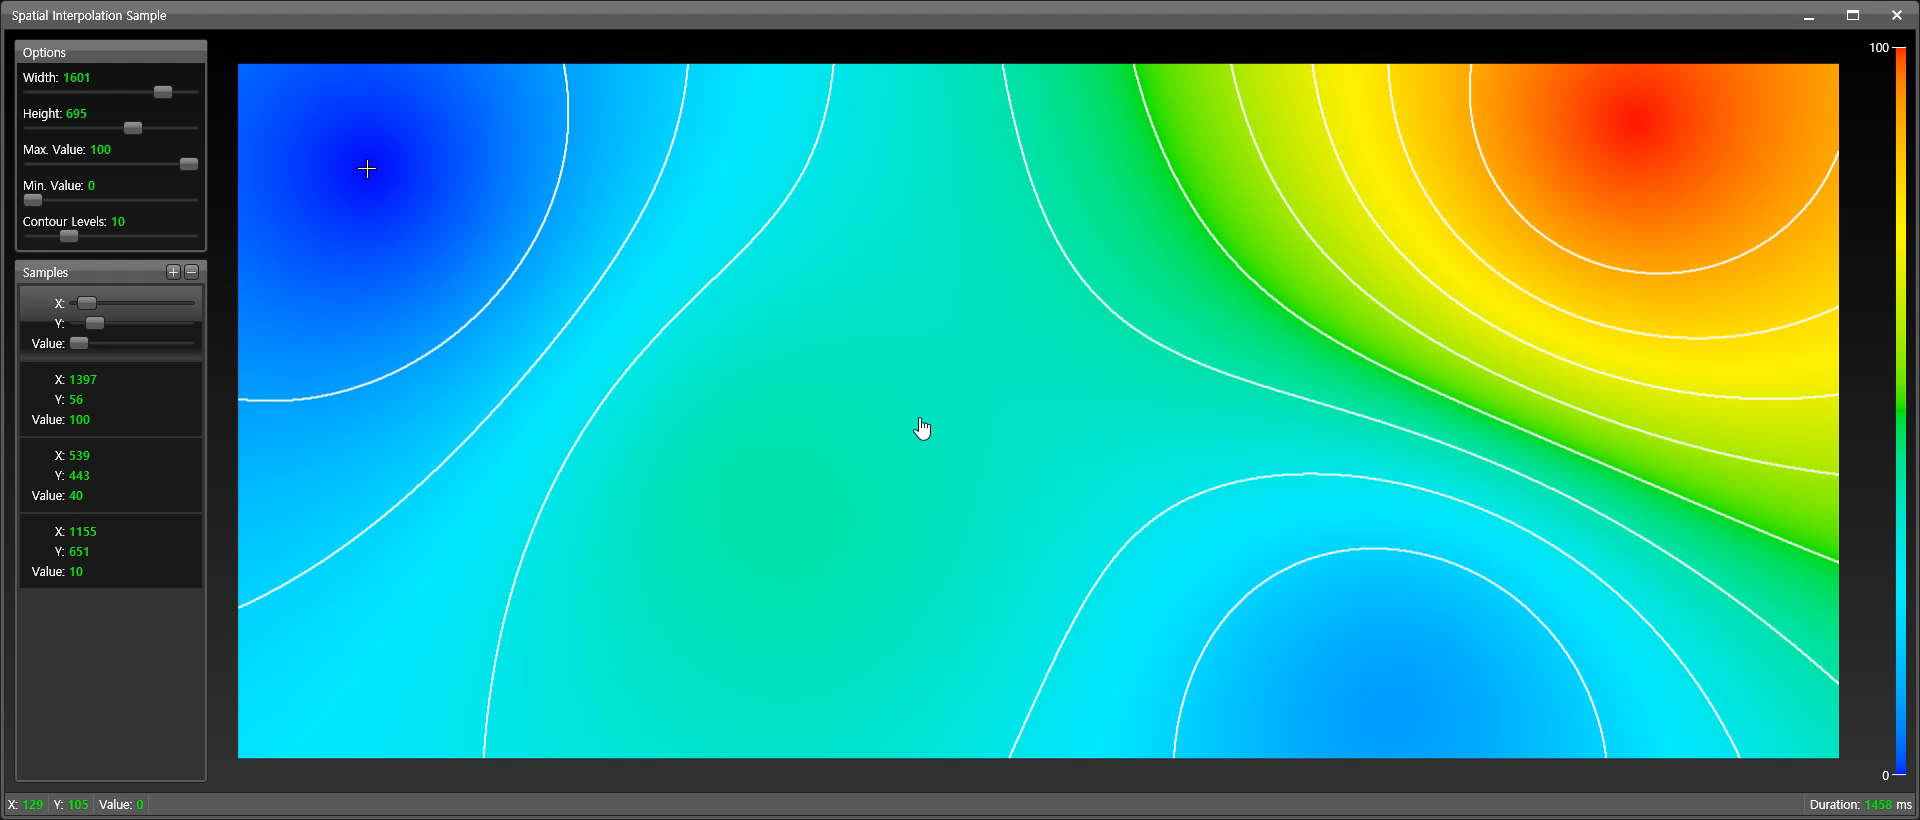 Spatial Interpolation Sample
Options
Width: 1601
Height: 695
Max. Value: 100
Min. Value: 0
Contour Levels: 10
Samples
X:
Y:
Value:
X: 1397
Y: 56
Value: 100
X: 539
Y: 443
Value: 40
X: 1155
Y: 651
Value: 10
100
0
X: 129 Y: 105 Value: 0
Duration: 1458 ms